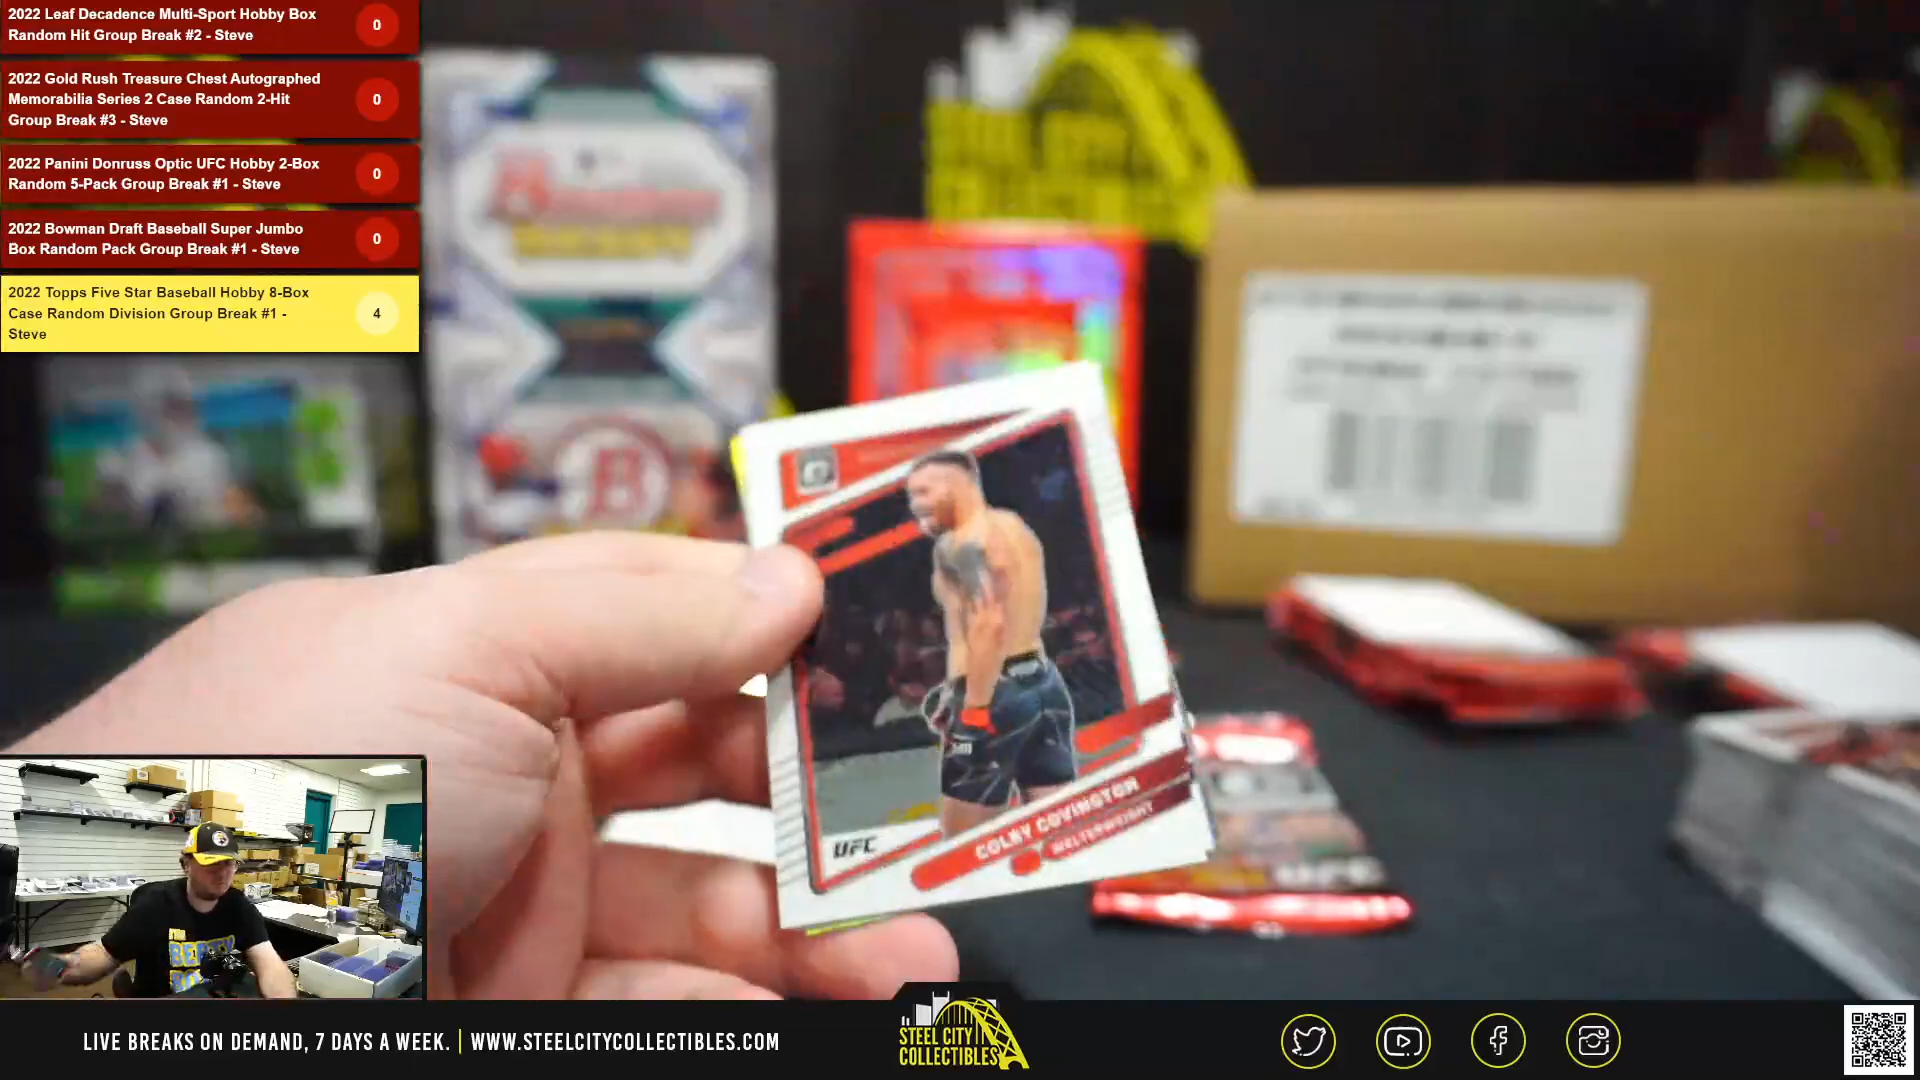 2022 Leaf Decadence Multi-Sport Hobby Box
Random Hit Group Break #2 - Steve
0
2022 Gold Rush Treasure Chest Autographed
Memorabilia Series 2 Case Random 2-Hit
Group Break #3 - Steve
0
2022 Panini Donruss Optic UFC Hobby 2-Box
Random 5-Pack Group Break #1 - Steve
0
2022 Bowman Draft Baseball Super Jumbo
Box Random Pack Group Break #1 - Steve
0
2022 Topps Five Star Baseball Hobby 8-Box
Case Random Division Group Break #1 -
Steve
4
COLBY COVINGTON
WELTERWEIGHT
UFC
LIVE BREAKS ON DEMAND, 7 DAYS A WEEK. | WWW.STEELCITYCOLLECTIBLES.COM
STEEL CITY
COLLECTIBLES